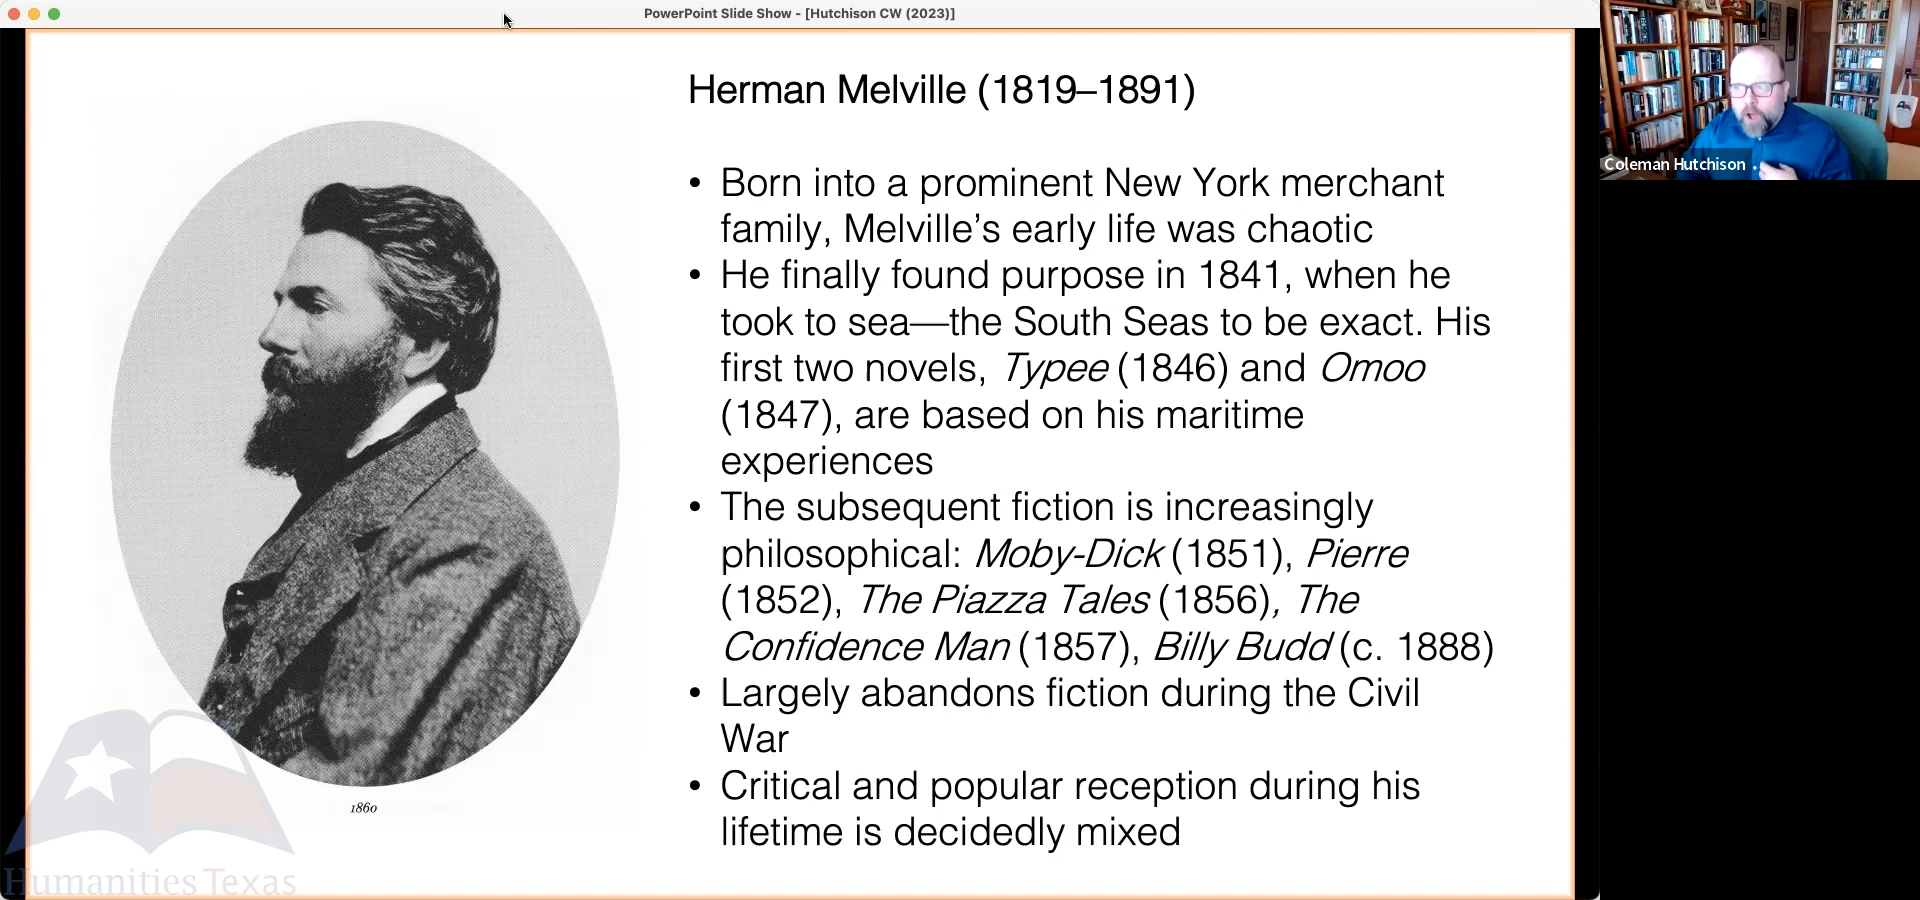 PowerPoint Slide Show - [Hutchison CW (2023)]
Herman Melville (1819–1891)
• Born into a prominent New York merchant
family, Melville’s early life was chaotic
• He finally found purpose in 1841, when he
took to sea—the South Seas to be exact. His
first two novels, Typee (1846) and Omoo
(1847), are based on his maritime
experiences
• The subsequent fiction is increasingly
philosophical: Moby-Dick (1851), Pierre
(1852), The Piazza Tales (1856), The
Confidence Man (1857), Billy Budd (c. 1888)
• Largely abandons fiction during the Civil
War
• Critical and popular reception during his
lifetime is decidedly mixed
1860
Humanities Texas
Coleman Hutchison